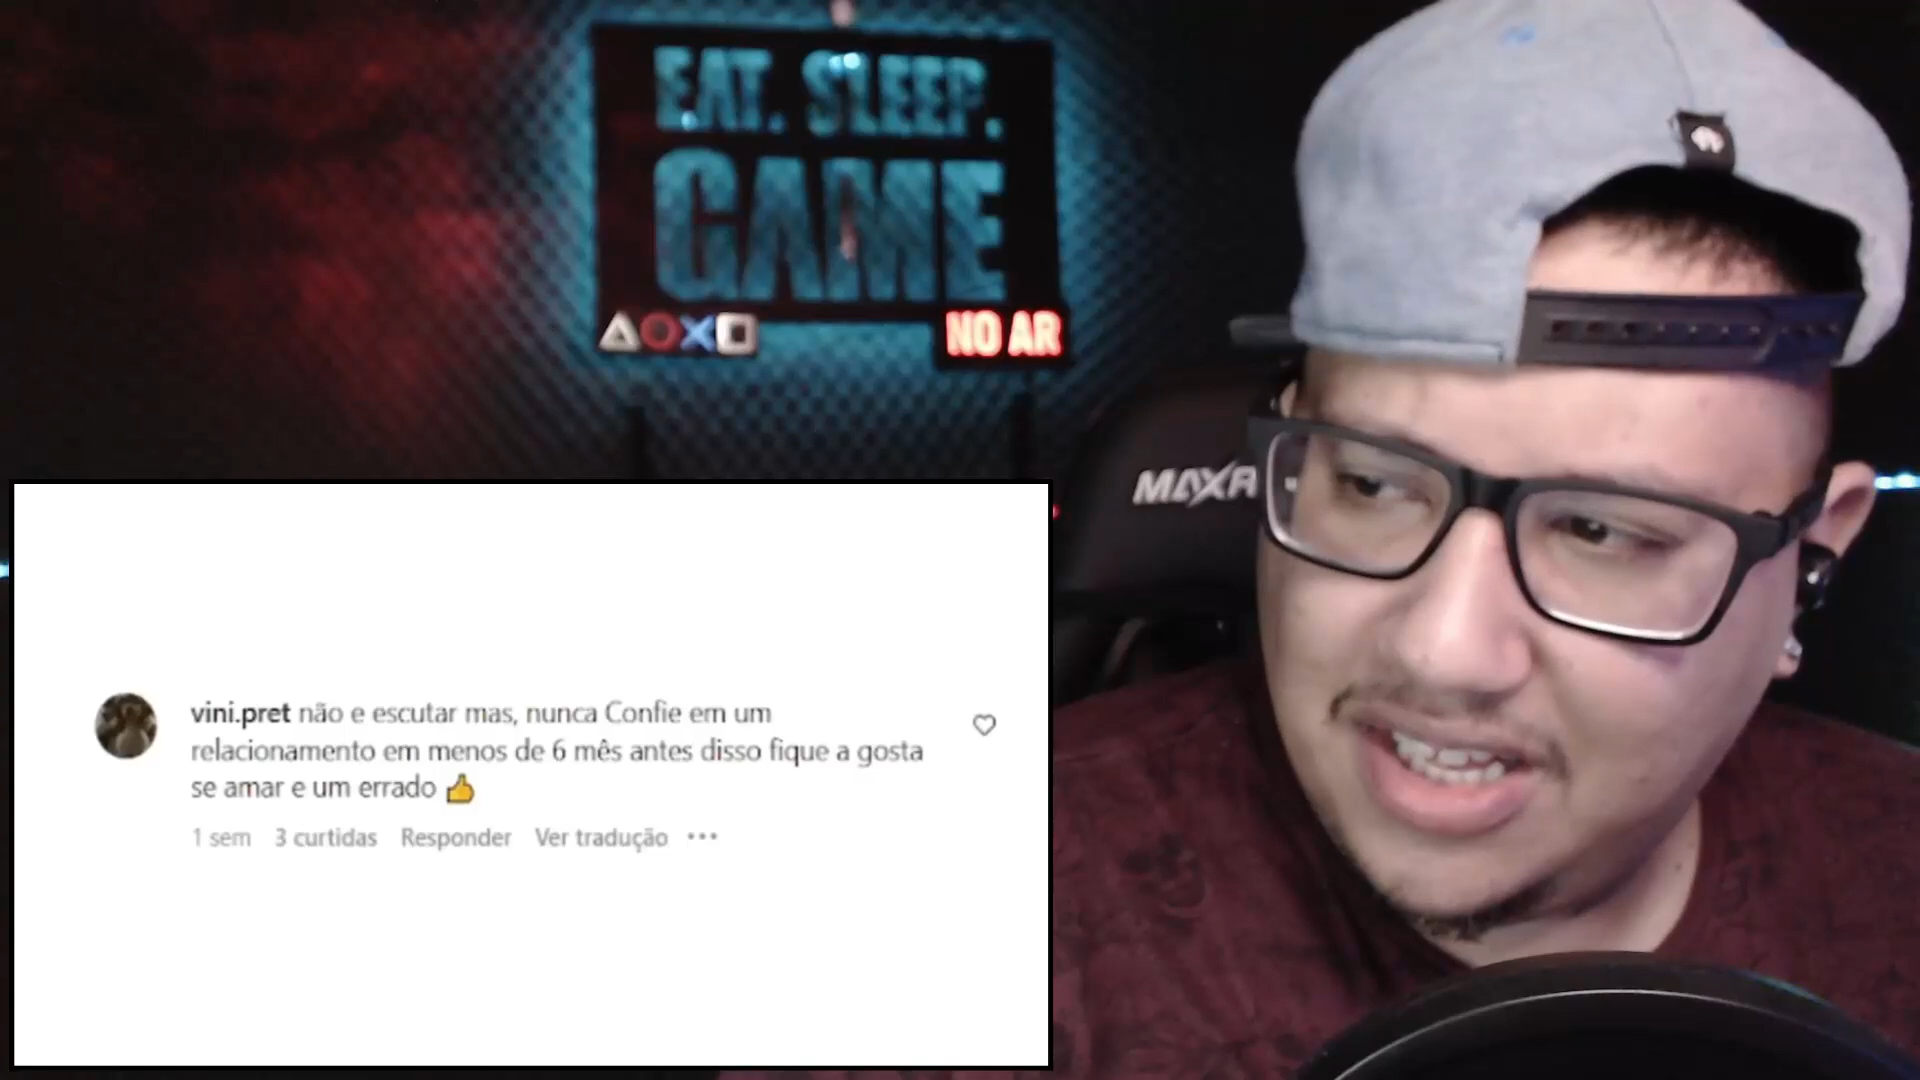 EAT. SLEEP.
GAME
NO AR
MAXR
vini.pret não e escutar mas, nunca Confie em um
relacionamento em menos de 6 mês antes disso fique a gosta
se amar e um errado 👍
1 sem 3 curtidas Responder Ver tradução •••